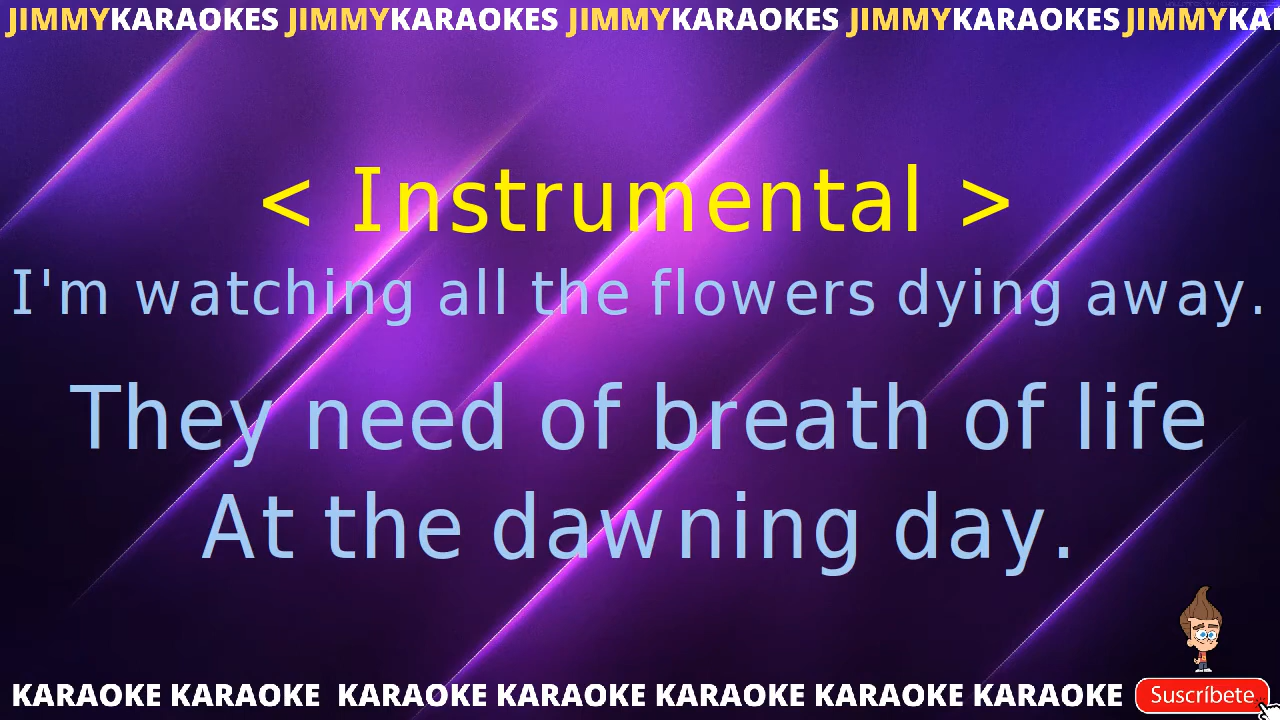 JIMMYKARAOKES JIMMYKARAOKES JIMMYKARAOKES JIMMYKARAOKES JIMMYKA
< Instrumental >
I'm watching all the flowers dying away.
They need of breath of life
At the dawning day.
KARAOKE KARAOKE KARAOKE KARAOKE KARAOKE KARAOKE KARAOKE Suscríbete